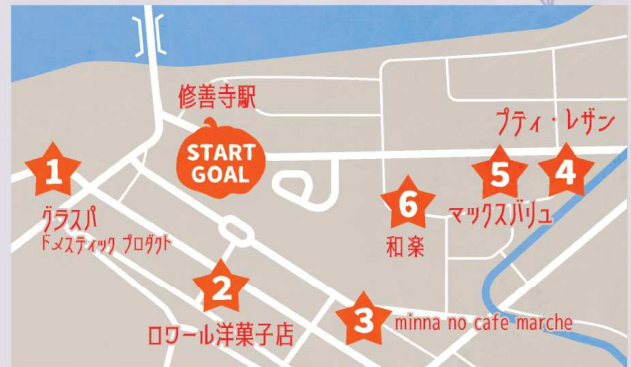 修善寺駅
START
GOAL
プティ・レザン
1
グラスパ
ドメスティック プロダクト
5
4
マックスバリュ
6
和楽
2
ロワール洋菓子店
3
minna no cafe marche